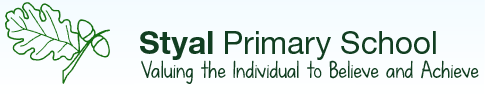 Styal Primary School
Valuing the Individual to Believe and Achieve